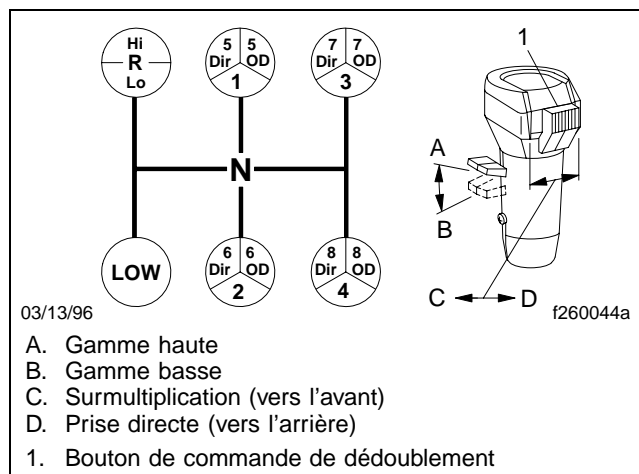 Hi
R
Lo
5 5
Dir OD
1
7 7
Dir OD
3
1
N
A
B
LOW
6 6
Dir OD
2
8 8
Dir OD
4
C D
03/13/96
f260044a
A. Gamme haute
B. Gamme basse
C. Surmultiplication (vers l'avant)
D. Prise directe (vers l'arrière)
1. Bouton de commande de dédoublement